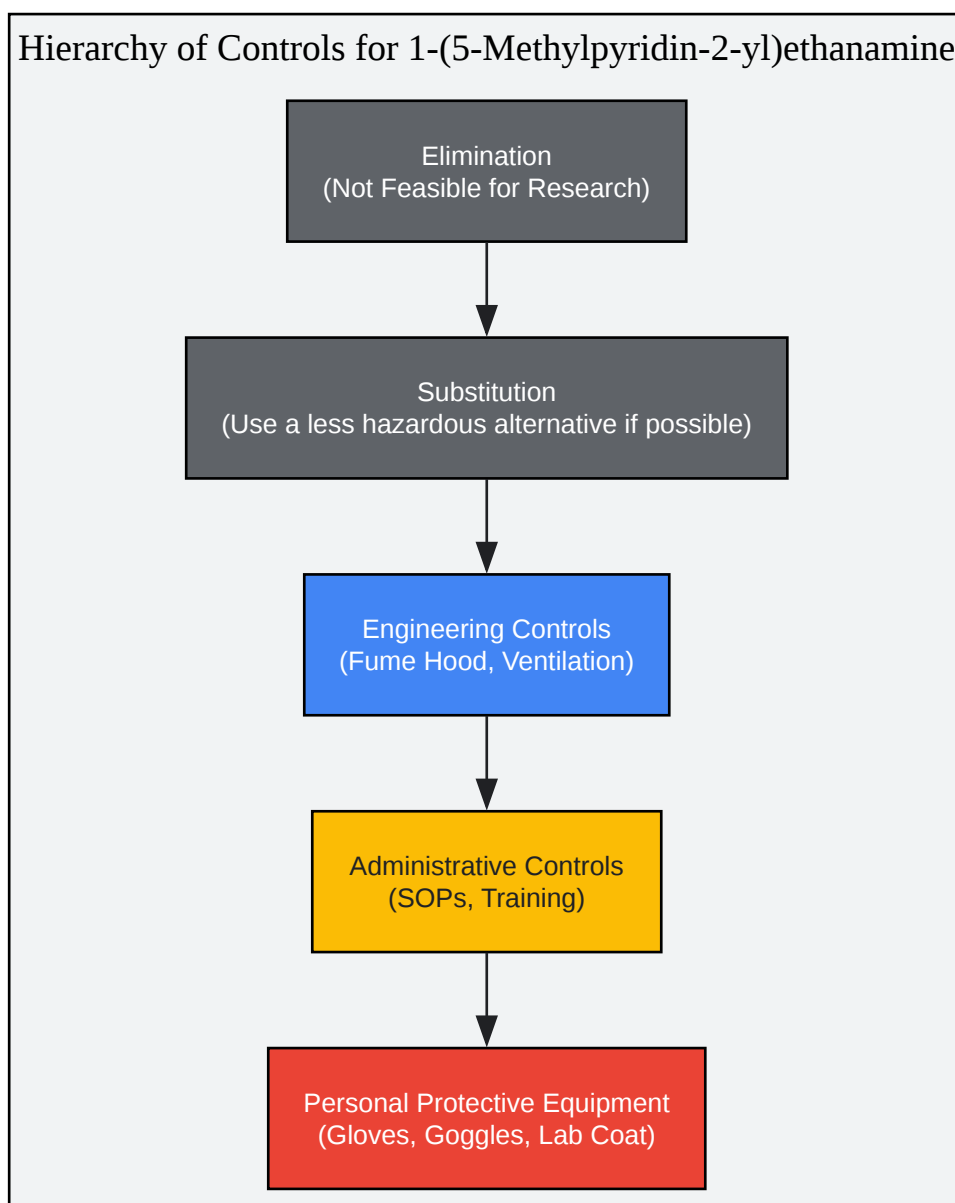 Hierarchy of Controls for 1-(5-Methylpyridin-2-yl)ethanamine
Elimination
(Not Feasible for Research)
Substitution
(Use a less hazardous alternative if possible)
Engineering Controls
(Fume Hood, Ventilation)
Administrative Controls
(SOPs, Training)
Personal Protective Equipment
(Gloves, Goggles, Lab Coat)